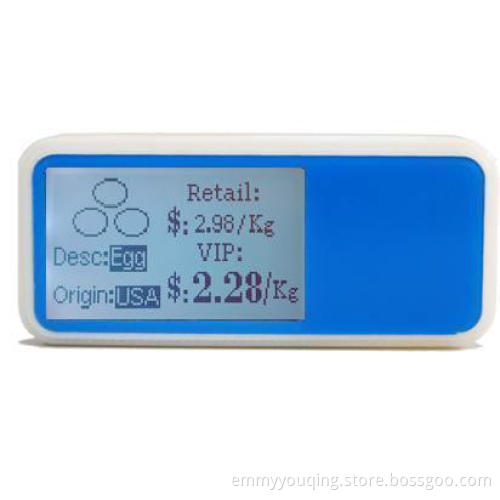 Retail:
$: 2.98/Kg
Desc:Egg
VIP:
Origin:USA
$:2.28/Kg
emmyyouqing.store.bossgoo.com